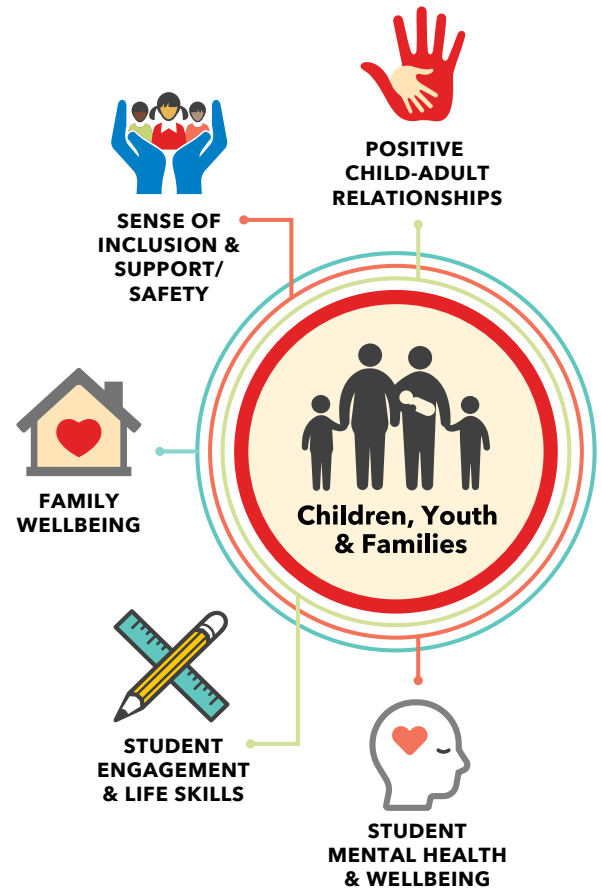 POSITIVE
CHILD-ADULT
RELATIONSHIPS
SENSE OF
INCLUSION &
SUPPORT/
SAFETY
FAMILY
WELLBEING
Children, Youth
& Families
STUDENT
ENGAGEMENT
& LIFE SKILLS
STUDENT
MENTAL HEALTH
& WELLBEING